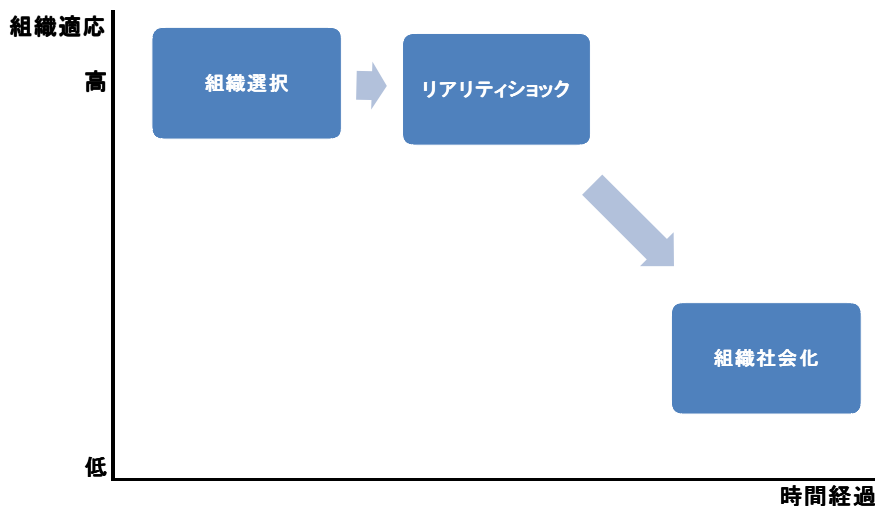 組織適応
高
組織選択
リアリティショック
組織社会化
低
時間経過